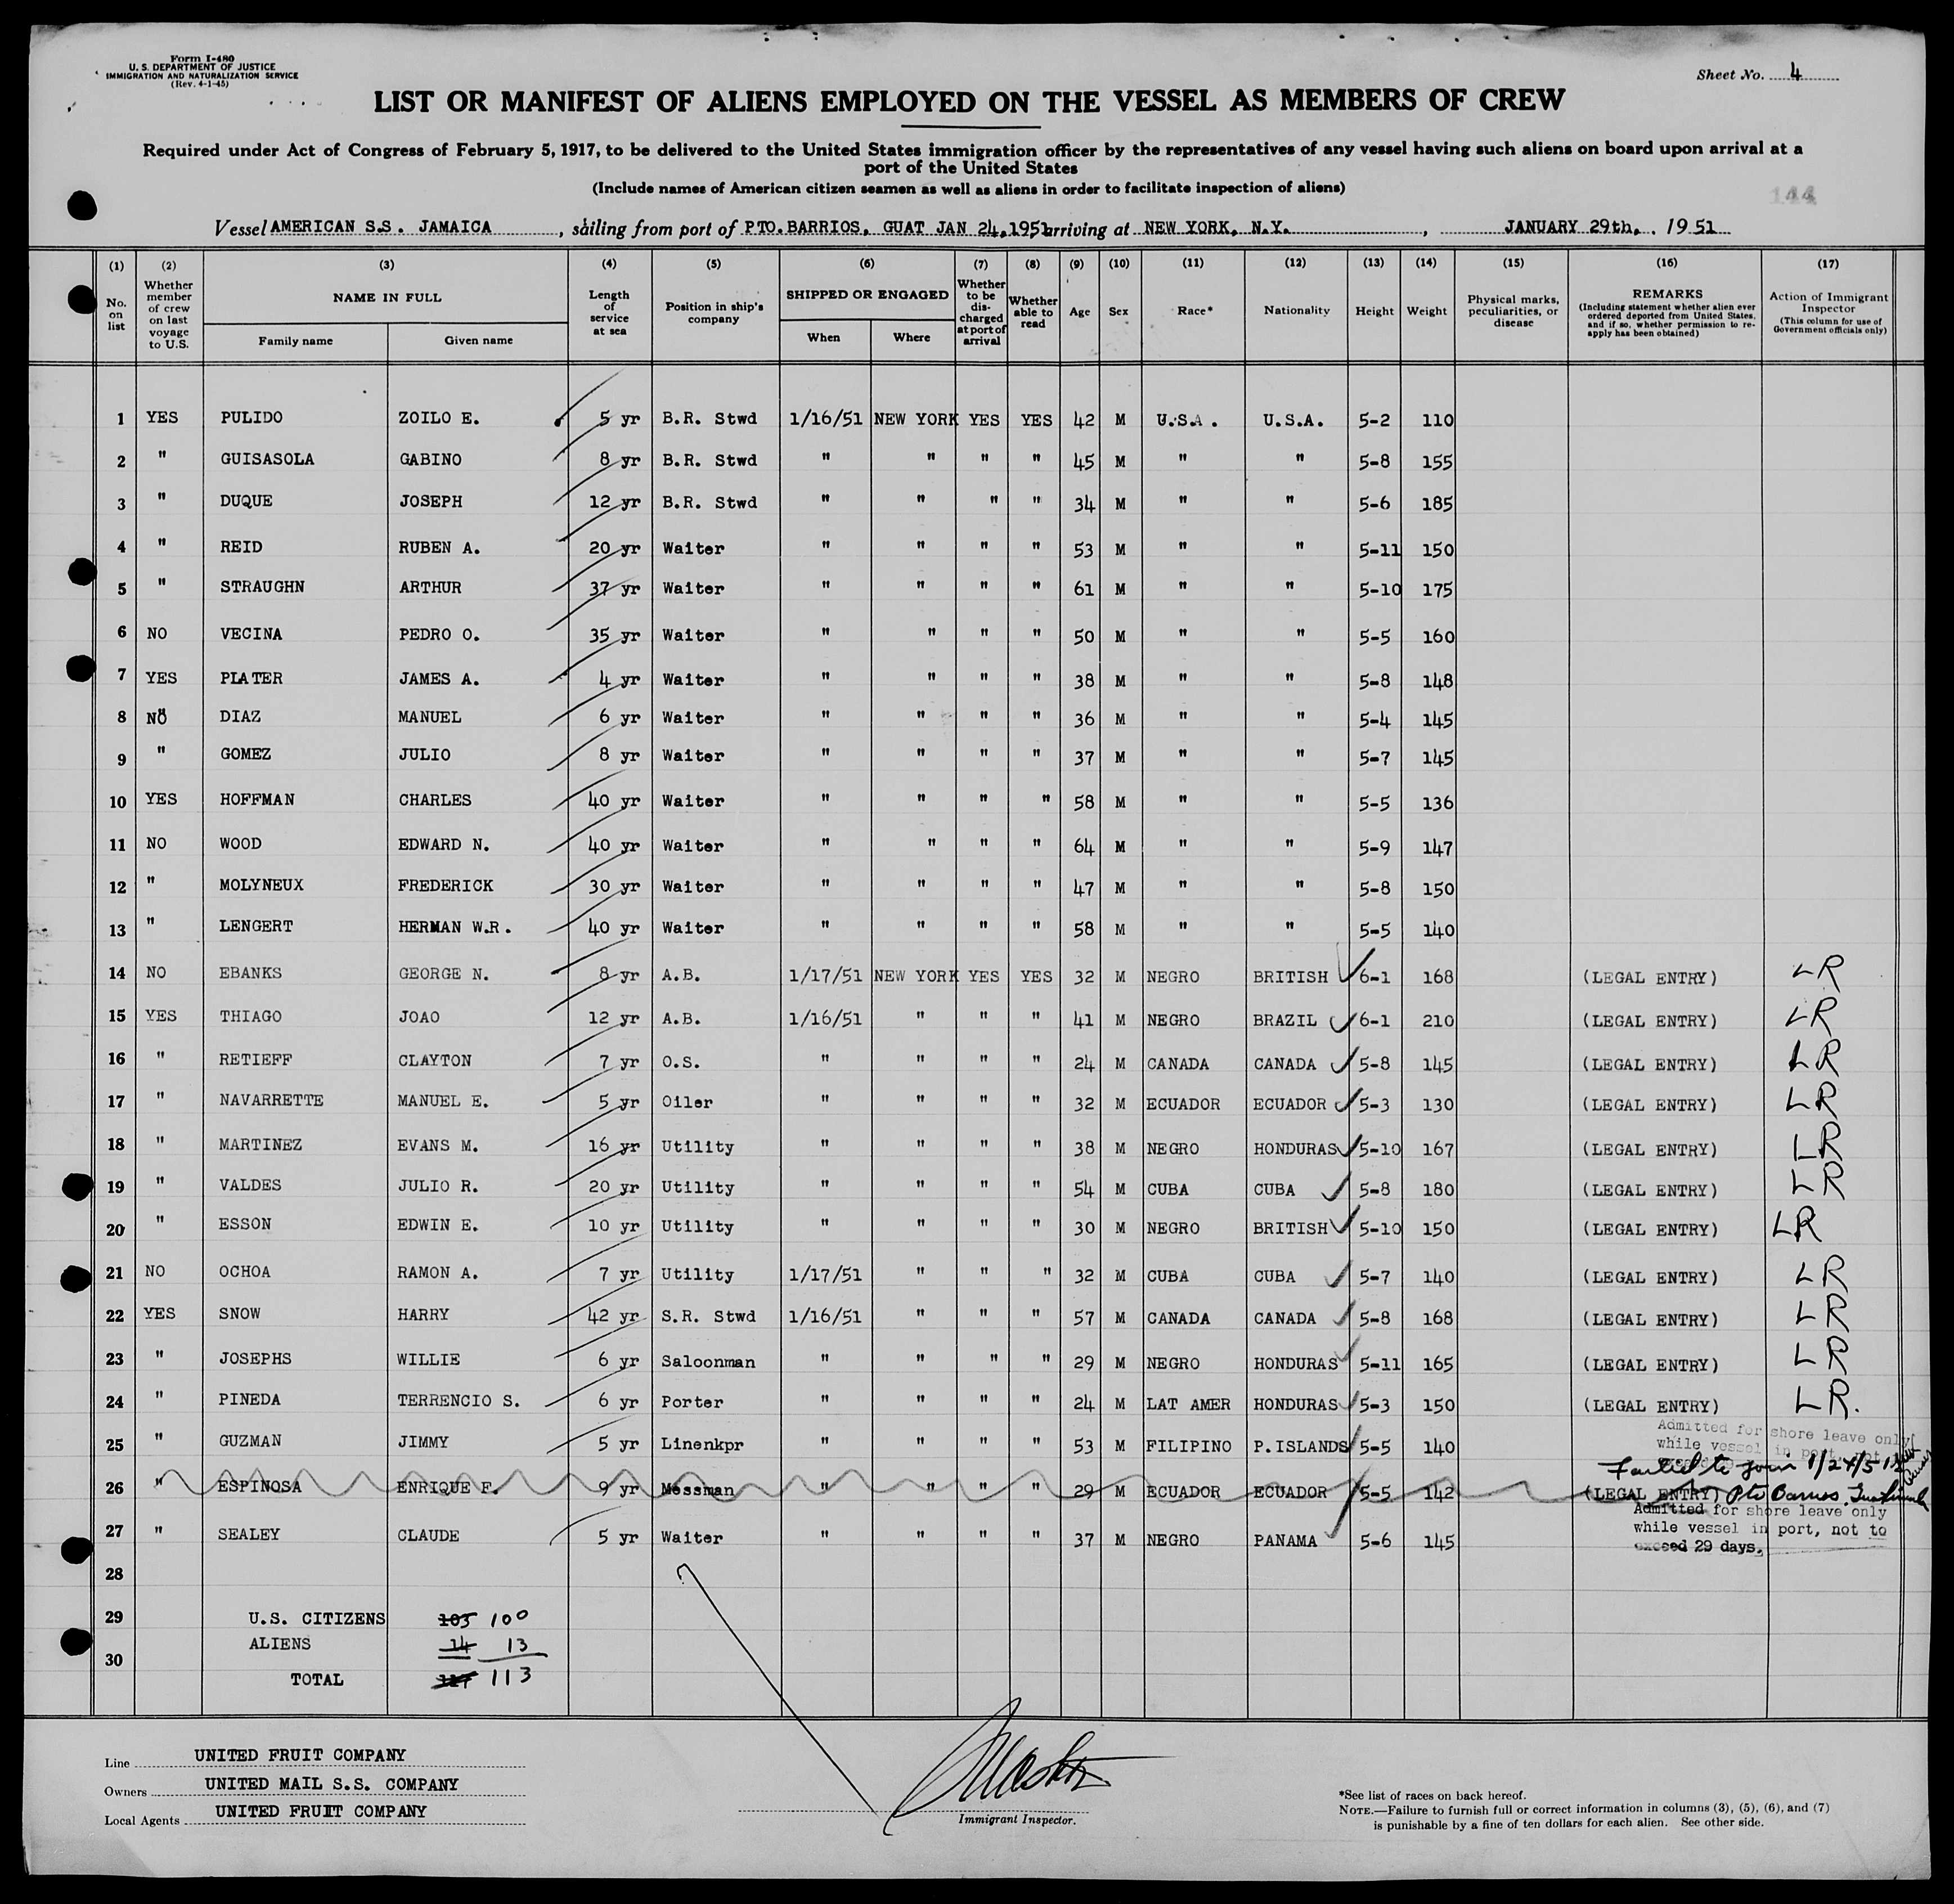 Form I-480
U. S. DEPARTMENT OF JUSTICE
IMMIGRATION AND NATURALIZATION SERVICE
(Rev. 4-1-45)
Sheet No. 4
LIST OR MANIFEST OF ALIENS EMPLOYED ON THE VESSEL AS MEMBERS OF CREW
Required under Act of Congress of February 5, 1917, to be delivered to the United States immigration officer by the representatives of any vessel having such aliens on board upon arrival at a
port of the United States
(Include names of American citizen seamen as well as aliens in order to facilitate inspection of aliens)
144
Vessel AMERICAN S.S. JAMAICA, sailing from port of PTO.BARRIOS, GUAT JAN 24,1951 arriving at NEW YORK, N.Y., JANUARY 29th, 1951
(1) (2) (3) (4) (5) (6) (7) (8) (9) (10) (11) (12) (13) (14) (15) (16) (17)
No. on list
Whether member of crew on last voyage to U.S.
NAME IN FULL
Family name Given name
Length of service at sea
Position in ship's company
SHIPPED OR ENGAGED
When Where
Whether to be discharged at port of arrival
Whether able to read
Age Sex Race* Nationality Height Weight
Physical marks, peculiarities, or disease
REMARKS
(Including statement whether alien ever ordered deported from United States, and if so, whether permission to re-apply has been obtained)
Action of Immigrant Inspector
(This column for use of Government officials only)
1 YES PULIDO ZOILO E. 5 yr B.R. Stwd 1/16/51 NEW YORK YES YES 42 M U.S.A. U.S.A. 5-2 110
2 " GUISASOLA GABINO 8 yr B.R. Stwd " " " " 45 M " " 5-8 155
3 " DUQUE JOSEPH 12 yr B.R. Stwd " " " " 34 M " " 5-6 185
4 " REID RUBEN A. 20 yr Waiter " " " " 53 M " " 5-11 150
5 " STRAUGHN ARTHUR 37 yr Waiter " " " " 61 M " " 5-10 175
6 NO VECINA PEDRO O. 35 yr Waiter " " " " 50 M " " 5-5 160
7 YES PLATER JAMES A. 4 yr Waiter " " " " 38 M " " 5-8 148
8 NO DIAZ MANUEL 6 yr Waiter " " " " 36 M " " 5-4 145
9 " GOMEZ JULIO 8 yr Waiter " " " " 37 M " " 5-7 145
10 YES HOFFMAN CHARLES 40 yr Waiter " " " " 58 M " " 5-5 136
11 NO WOOD EDWARD N. 40 yr Waiter " " " " 64 M " " 5-9 147
12 " MOLYNEUX FREDERICK 30 yr Waiter " " " " 47 M " " 5-8 150
13 " LENGERT HERMAN W.R. 40 yr Waiter " " " " 58 M " " 5-5 140
14 NO EBANKS GEORGE N. 8 yr A.B. 1/17/51 NEW YORK YES YES 32 M NEGRO BRITISH 6-1 168 (LEGAL ENTRY) LR
15 YES THIAGO JOAO 12 yr A.B. 1/16/51 " " " 41 M NEGRO BRAZIL 6-1 210 (LEGAL ENTRY) LR
16 " RETIEFF CLAYTON 7 yr O.S. " " " " 24 M CANADA CANADA 5-8 145 (LEGAL ENTRY) LR
17 " NAVARRETTE MANUEL E. 5 yr Oiler " " " " 32 M ECUADOR ECUADOR 5-3 130 (LEGAL ENTRY) LR
18 " MARTINEZ EVANS M. 16 yr Utility " " " " 38 M NEGRO HONDURAS 5-10 167 (LEGAL ENTRY) LR
19 " VALDES JULIO R. 20 yr Utility " " " " 54 M CUBA CUBA 5-8 180 (LEGAL ENTRY) LR
20 " ESSON EDWIN E. 10 yr Utility " " " " 30 M NEGRO BRITISH 5-10 150 (LEGAL ENTRY) LR
21 NO OCHOA RAMON A. 7 yr Utility 1/17/51 " " " 32 M CUBA CUBA 5-7 140 (LEGAL ENTRY) LR
22 YES SNOW HARRY 42 yr S.R. Stwd 1/16/51 " " " 57 M CANADA CANADA 5-8 168 (LEGAL ENTRY) LR
23 " JOSEPHS WILLIE 6 yr Saloonman " " " " 29 M NEGRO HONDURAS 5-11 165 (LEGAL ENTRY) LR
24 " PINEDA TERRENCIO S. 6 yr Porter " " " " 24 M LAT AMER HONDURAS 5-3 150 (LEGAL ENTRY) LR.
25 " GUZMAN JIMMY 5 yr Linenkpr " " " " 53 M FILIPINO P.ISLANDS 5-5 140 Admitted for shore leave only while vessel in port, not
Failed to join 1/24/51
26 " ESPINOSA ENRIQUE F. 9 yr Messman " " " " 29 M ECUADOR ECUADOR 5-5 142 (LEGAL ENTRY) Pto Barrios, Guatemala
27 " SEALEY CLAUDE 5 yr Waiter " " " " 37 M NEGRO PANAMA 5-6 145 Admitted for shore leave only while vessel in port, not to exceed 29 days.
28
29 U.S. CITIZENS 103 100
ALIENS 14 13
30
TOTAL 117 113
Line UNITED FRUIT COMPANY
Owners UNITED MAIL S.S. COMPANY
Local Agents UNITED FRUIT COMPANY
Immigrant Inspector.
*See list of races on back hereof.
NOTE.—Failure to furnish full or correct information in columns (3), (5), (6), and (7)
is punishable by a fine of ten dollars for each alien. See other side.